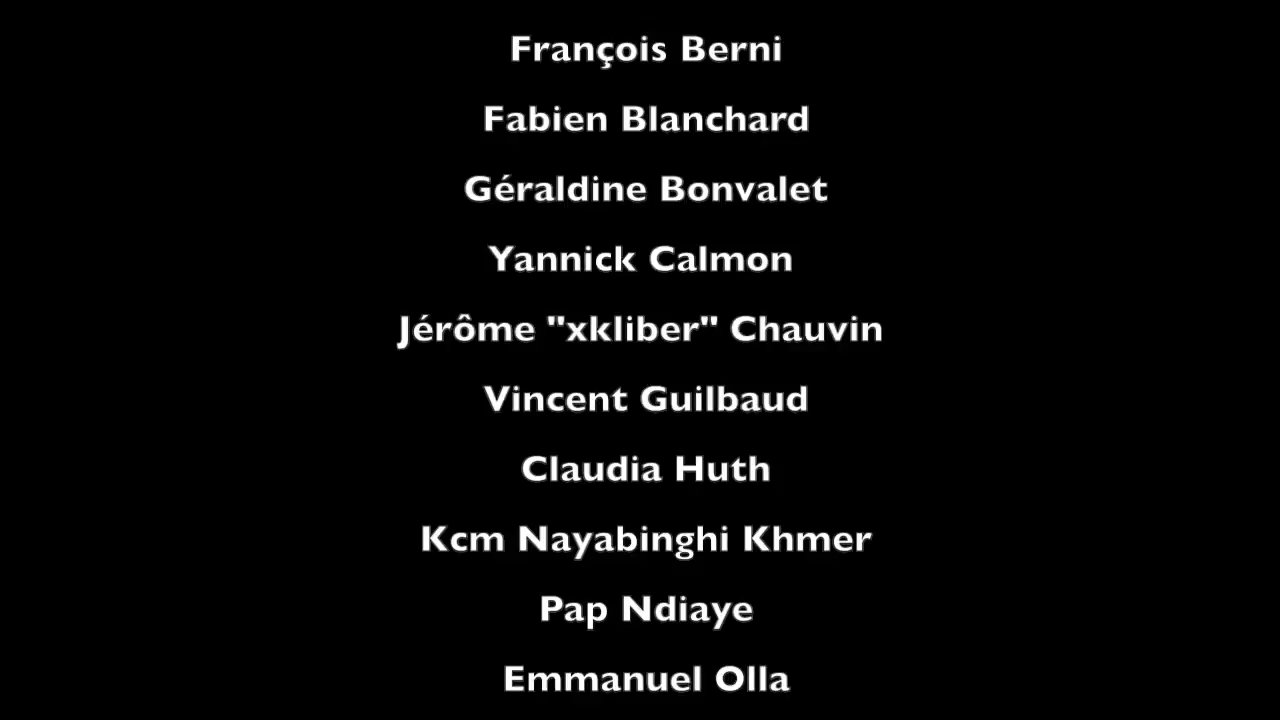 François Berni
Fabien Blanchard
Géraldine Bonvalet
Yannick Calmon
Jérôme "xkliber" Chauvin
Vincent Guilbaud
Claudia Huth
Kcm Nayabinghi Khmer
Pap Ndiaye
Emmanuel Olla